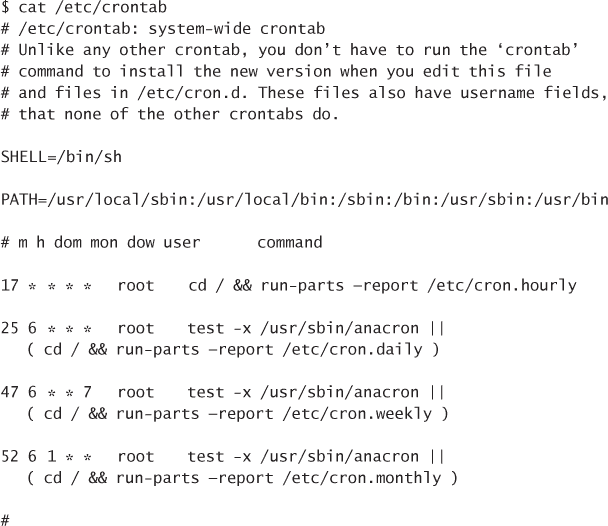 $ cat /etc/crontab
# /etc/crontab: system-wide crontab
# Unlike any other crontab, you don’t have to run the ‘crontab’
# command to install the new version when you edit this file
# and files in /etc/cron.d. These files also have username fields,
# that none of the other crontabs do.
SHELL=/bin/sh
PATH=/usr/local/sbin:/usr/local/bin:/sbin:/bin:/usr/sbin:/usr/bin
# m h dom mon dow user command
17 * * * * root cd / && run-parts –report /etc/cron.hourly
25 6 * * * root test –x /usr/sbin/anacron ||
( cd / && run-parts –report /etc/cron.daily )
47 6 * * 7 root test –x /usr/sbin/anacron ||
( cd / && run-parts –report /etc/cron.weekly )
52 6 1 * * root test –x /usr/sbin/anacron ||
( cd / && run-parts –report /etc/cron.monthly )
#